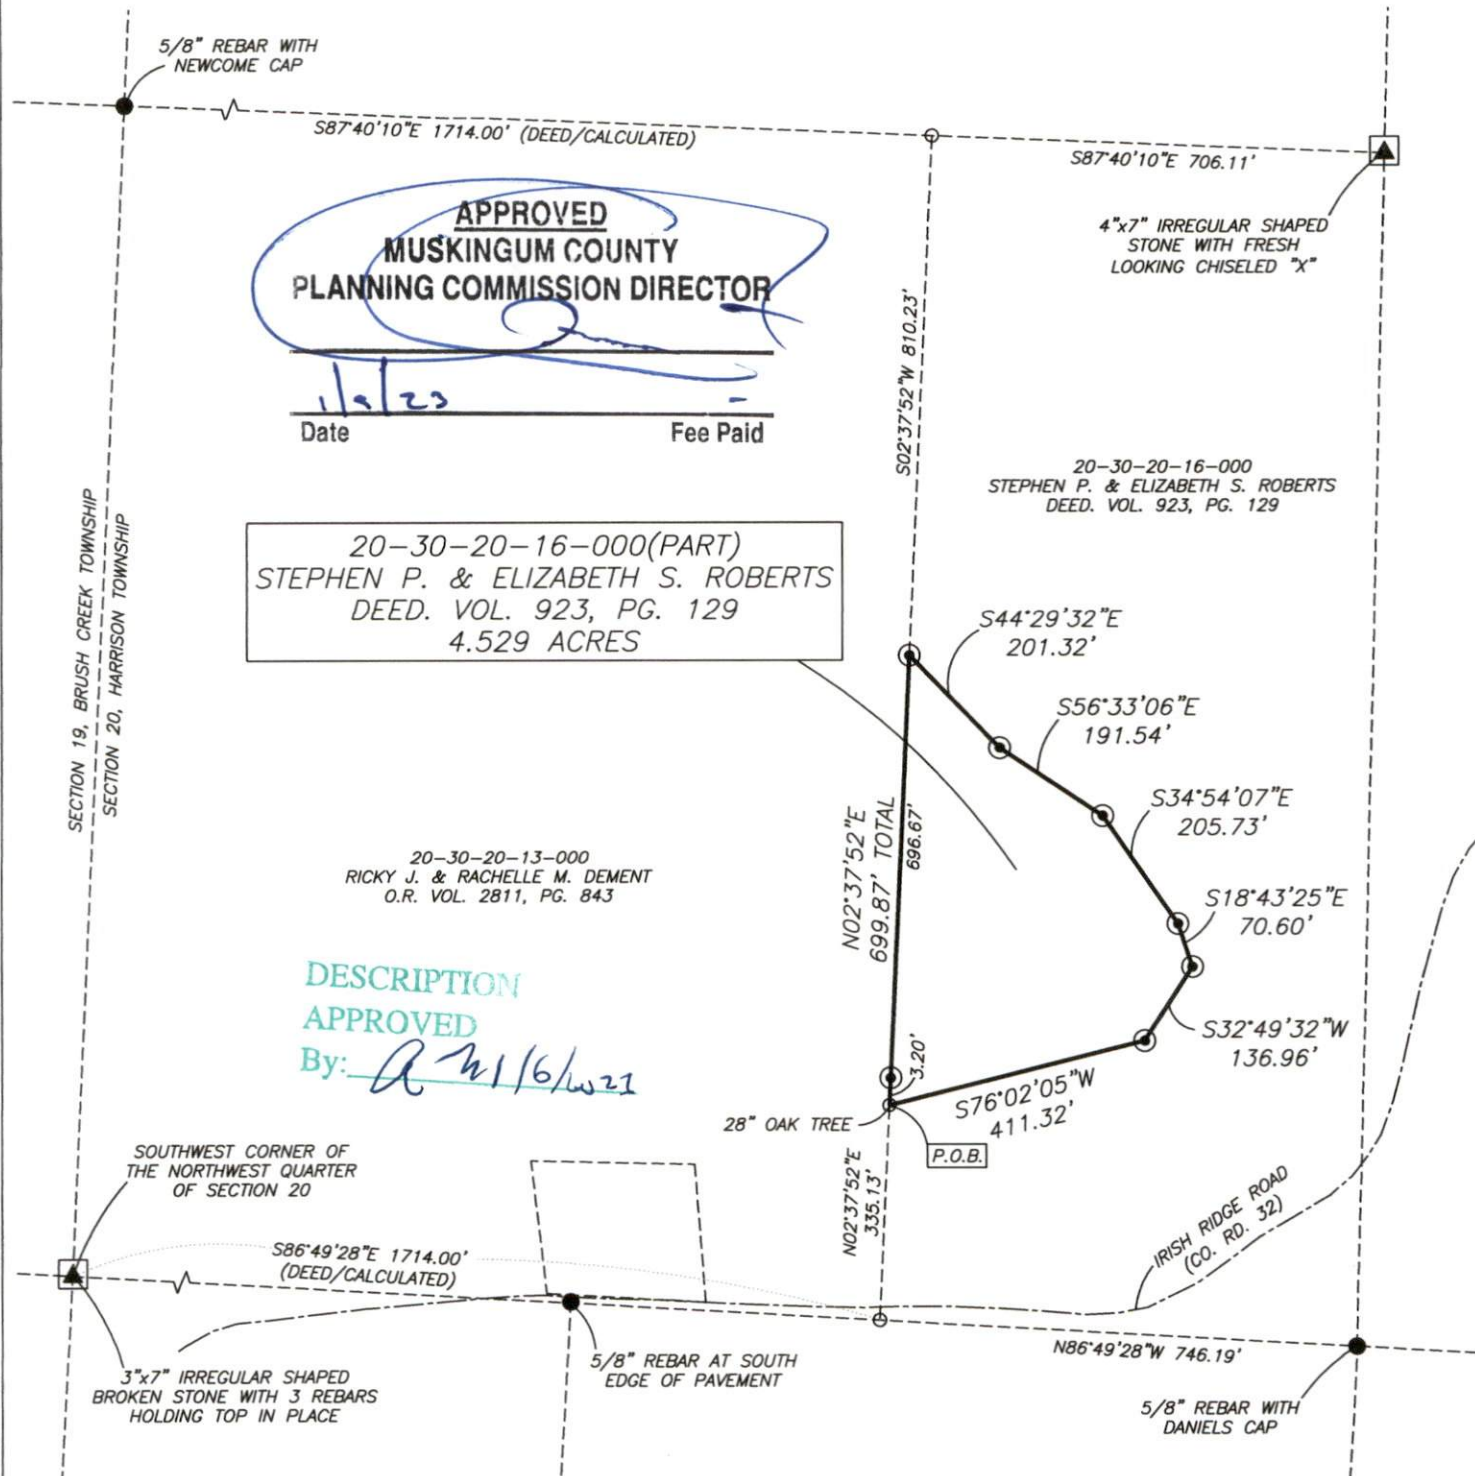 5/8" REBAR WITH
NEWCOME CAP
S87°40'10"E 1714.00' (DEED/CALCULATED)
S87°40'10"E 706.11'
4"x7" IRREGULAR SHAPED
STONE WITH FRESH
LOOKING CHISELED "X"
APPROVED
MUSKINGUM COUNTY
PLANNING COMMISSION DIRECTOR
1/9/23
-
Date
Fee Paid
S02°37'52"W 810.23'
20-30-20-16-000
STEPHEN P. & ELIZABETH S. ROBERTS
DEED. VOL. 923, PG. 129
SECTION 19, BRUSH CREEK TOWNSHIP
SECTION 20, HARRISON TOWNSHIP
20-30-20-16-000(PART)
STEPHEN P. & ELIZABETH S. ROBERTS
DEED. VOL. 923, PG. 129
4.529 ACRES
S44°29'32"E
201.32'
S56°33'06"E
191.54'
S34°54'07"E
205.73'
N02°37'52"E
699.87' TOTAL
696.67'
20-30-20-13-000
RICKY J. & RACHELLE M. DEMENT
O.R. VOL. 2811, PG. 843
S18°43'25"E
70.60'
DESCRIPTION
APPROVED
By:
S32°49'32"W
136.96'
3.20'
S76°02'05"W
411.32'
28" OAK TREE
P.O.B.
SOUTHWEST CORNER OF
THE NORTHWEST QUARTER
OF SECTION 20
N02°37'52"E
335.13'
IRISH RIDGE ROAD
(CO. RD. 32)
S86°49'28"E 1714.00'
(DEED/CALCULATED)
N86°49'28"W 746.19'
3"x7" IRREGULAR SHAPED
BROKEN STONE WITH 3 REBARS
HOLDING TOP IN PLACE
5/8" REBAR AT SOUTH
EDGE OF PAVEMENT
5/8" REBAR WITH
DANIELS CAP